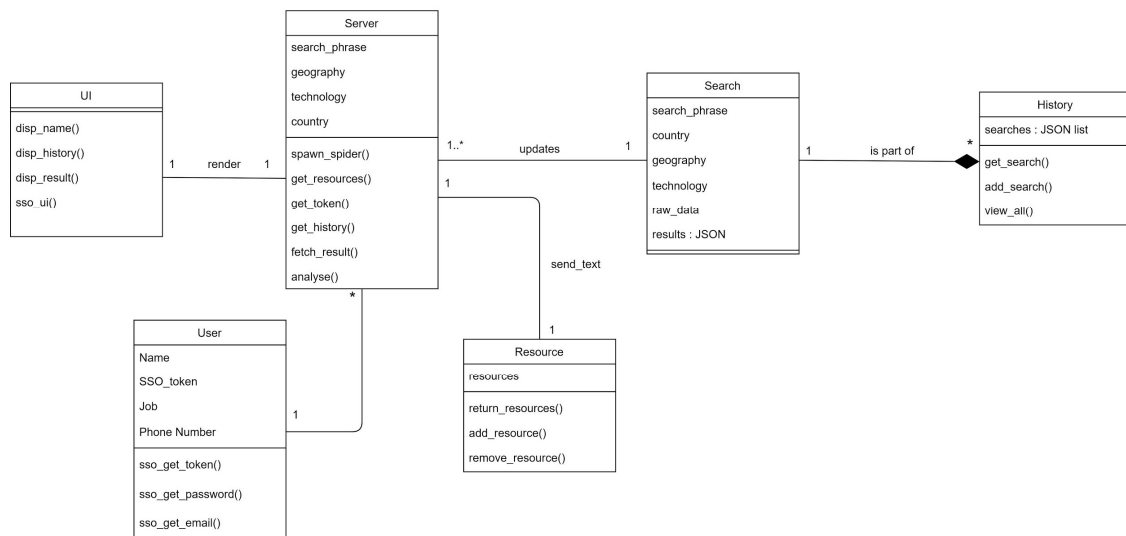 Server
search_phrase
geography
technology
country
spawn_spider()
get_resources()
get_token()
get_history()
fetch_result()
analyse()
UI
disp_name()
disp_history()
disp_result()
sso_ui()
1
render
1
1..*
updates
1
Search
search_phrase
country
geography
technology
raw_data
results : JSON
1
is part of
*
History
searches : JSON list
get_search()
add_search()
view_all()
1
send_text
1
Resource
resources
return_resources()
add_resource()
remove_resource()
*
1
User
Name
SSO_token
Job
Phone Number
sso_get_token()
sso_get_password()
sso_get_email()